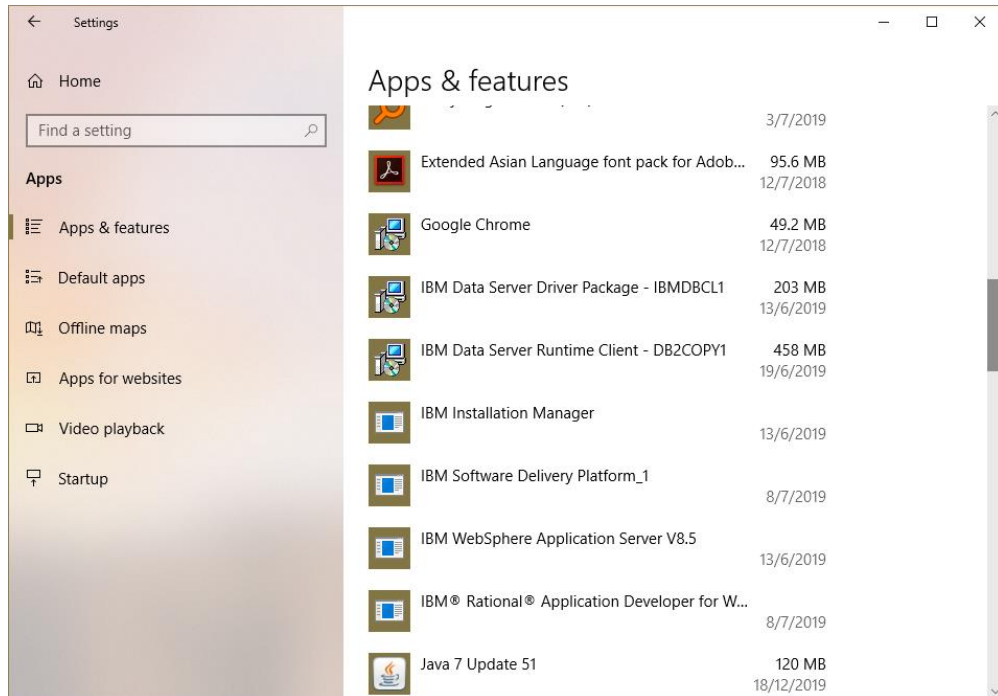 Settings
Home
Apps & features
Find a setting
3/7/2019
Apps
Extended Asian Language font pack for Adob... 95.6 MB
12/7/2018
Apps & features
Google Chrome 49.2 MB
12/7/2018
Default apps
IBM Data Server Driver Package - IBMDBCL1 203 MB
13/6/2019
Offline maps
IBM Data Server Runtime Client - DB2COPY1 458 MB
19/6/2019
Apps for websites
IBM Installation Manager
13/6/2019
Video playback
IBM Software Delivery Platform_1
8/7/2019
Startup
IBM WebSphere Application Server V8.5
13/6/2019
IBM® Rational® Application Developer for W...
8/7/2019
Java 7 Update 51 120 MB
18/12/2019